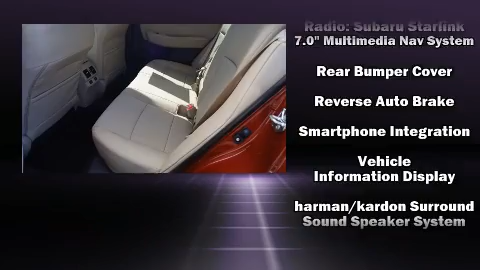 Radio: Subaru Starlink
7.0" Multimedia Nav System
Rear Bumper Cover
Reverse Auto Brake
Smartphone Integration
Vehicle
Information Display
harman/kardon Surround
Sound Speaker System